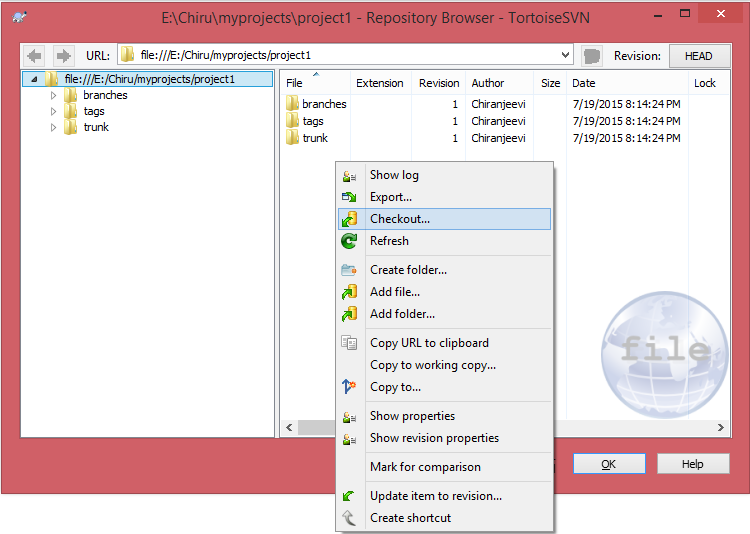 E:\Chiru\myprojects\project1 - Repository Browser - TortoiseSVN
URL: file:///E:/Chiru/myprojects/project1 Revision: HEAD
file:///E:/Chiru/myprojects/project1
branches
tags
trunk
File Extension Revision Author Size Date Lock
branches 1 Chiranjeevi 7/19/2015 8:14:24 PM
tags 1 Chiranjeevi 7/19/2015 8:14:24 PM
trunk 1 Chiranjeevi 7/19/2015 8:14:24 PM
Show log
Export...
Checkout...
Refresh
Create folder...
Add file...
Add folder...
Copy URL to clipboard
Copy to working copy...
Copy to...
Show properties
Show revision properties
Mark for comparison
Update item to revision...
Create shortcut
file
OK Help